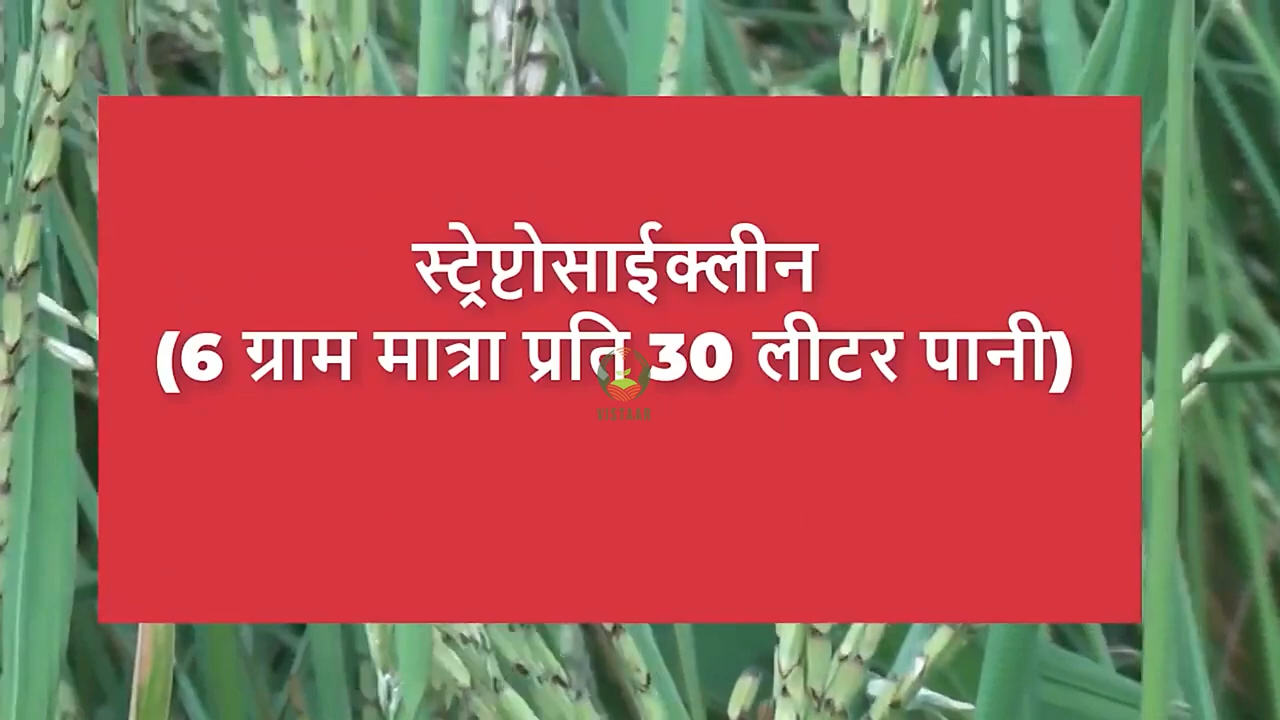 स्ट्रेप्टोसाईक्लीन
(6 ग्राम मात्रा प्रति 30 लीटर पानी)